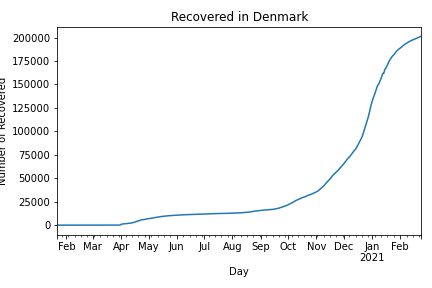 Recovered in Denmark
Number of Recovered
200000
175000
150000
125000
100000
75000
50000
25000
0
Feb Mar Apr May Jun Jul Aug Sep Oct Nov Dec Jan Feb
2021
Day